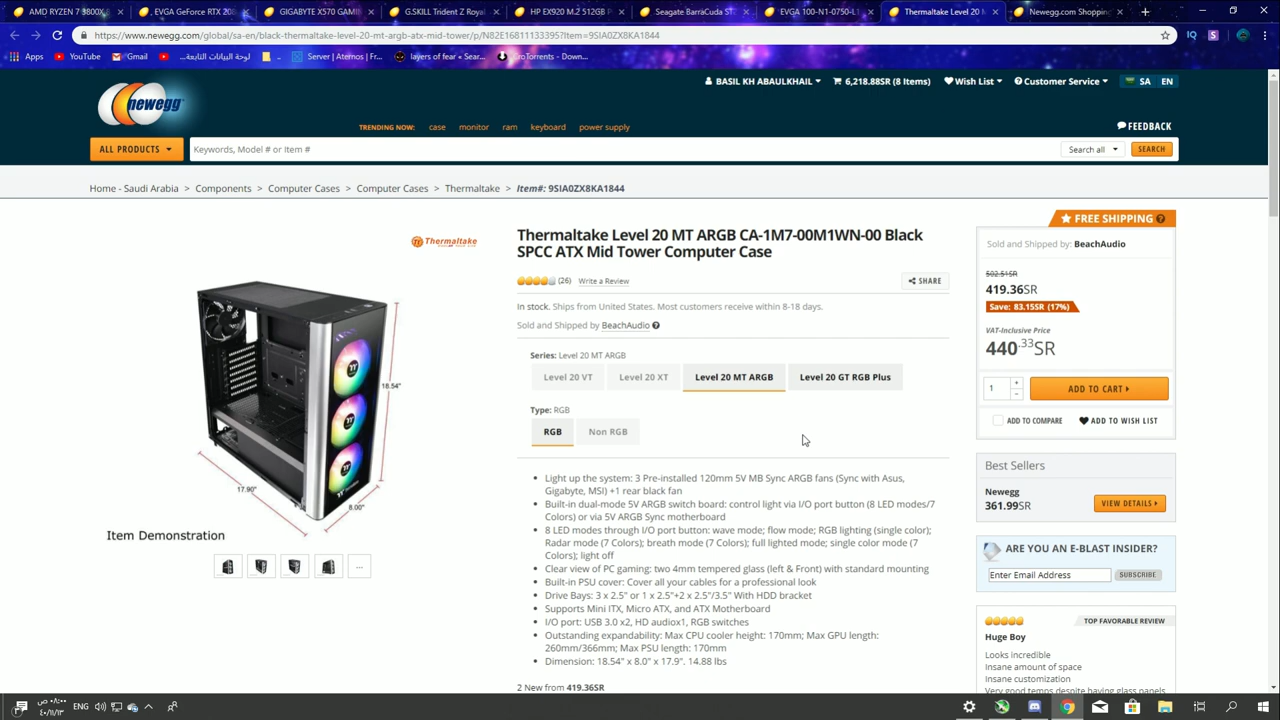 AMD RYZEN 7 3800X 8
EVGA GeForce RTX 208
GIGABYTE X570 GAMI
G.SKILL Trident Z Royal
HP EX920 M.2 512GB P
Seagate BarraCuda ST
EVGA 100-N1-0750-L1
Thermaltake Level 20 M
Newegg.com Shopping
https://www.newegg.com/global/sa-en/black-thermaltake-level-20-mt-argb-atx-mid-tower/p/N82E16811133395?Item=9SIA0ZX8KA1844
Apps
YouTube
Gmail
لوحة البيانات التابعة...
Server | Aternos | Fr...
layers of fear < Sear...
CroTorrents - Down...
newegg
BASIL KH ABAULKHAIL
6,218.88SR (8 Items)
Wish List
Customer Service
SA
EN
TRENDING NOW:
case
monitor
ram
keyboard
power supply
FEEDBACK
ALL PRODUCTS
Keywords, Model # or Item #
Search all
SEARCH
Home - Saudi Arabia > Components > Computer Cases > Computer Cases > Thermaltake > Item#: 9SIA0ZX8KA1844
Thermaltake
Thermaltake Level 20 MT ARGB CA-1M7-00M1WN-00 Black
SPCC ATX Mid Tower Computer Case
(26)
Write a Review
SHARE
In stock. Ships from United States. Most customers receive within 8-18 days.
Sold and Shipped by BeachAudio
Series: Level 20 MT ARGB
Level 20 VT
Level 20 XT
Level 20 MT ARGB
Level 20 GT RGB Plus
Type: RGB
RGB
Non RGB
Light up the system: 3 Pre-installed 120mm 5V MB Sync ARGB fans (Sync with Asus,
Gigabyte, MSI) +1 rear black fan
Built-in dual-mode 5V ARGB switch board: control light via I/O port button (8 LED modes/7
Colors) or via 5V ARGB Sync motherboard
8 LED modes through I/O port button: wave mode; flow mode; RGB lighting (single color);
Radar mode (7 Colors); breath mode (7 Colors); full lighted mode; single color mode (7
Colors); light off
Clear view of PC gaming: two 4mm tempered glass (left & Front) with standard mounting
Built-in PSU cover: Cover all your cables for a professional look
Drive Bays: 3 x 2.5" or 1 x 2.5"+2 x 2.5"/3.5" With HDD bracket
Supports Mini ITX, Micro ATX, and ATX Motherboard
I/O port: USB 3.0 x2, HD audiox1, RGB switches
Outstanding expandability: Max CPU cooler height: 170mm; Max GPU length:
260mm/366mm; Max PSU length: 170mm
Dimension: 18.54" x 8.0" x 17.9". 14.88 lbs
2 New from 419.36SR
18.54"
17.90"
8.00"
Item Demonstration
...
FREE SHIPPING
Sold and Shipped by: BeachAudio
502.51SR
419.36SR
Save: 83.15SR (17%)
VAT-Inclusive Price
440.33SR
1
ADD TO CART
ADD TO COMPARE
ADD TO WISH LIST
Best Sellers
Newegg
361.99SR
VIEW DETAILS
ARE YOU AN E-BLAST INSIDER?
Enter Email Address
SUBSCRIBE
TOP FAVORABLE REVIEW
Huge Boy
Looks incredible
Insane amount of space
Insane customization
Very good temps despite having glass panels
ENG